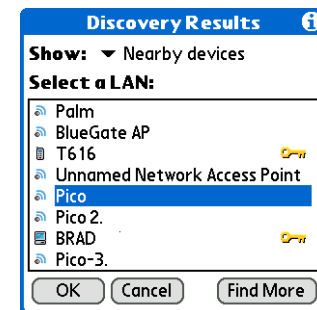 Discovery Results
Show: Nearby devices
Select a LAN:
Palm
BlueGate AP
T616
Unnamed Network Access Point
Pico
Pico 2.
BRAD
Pico-3.
OK Cancel Find More